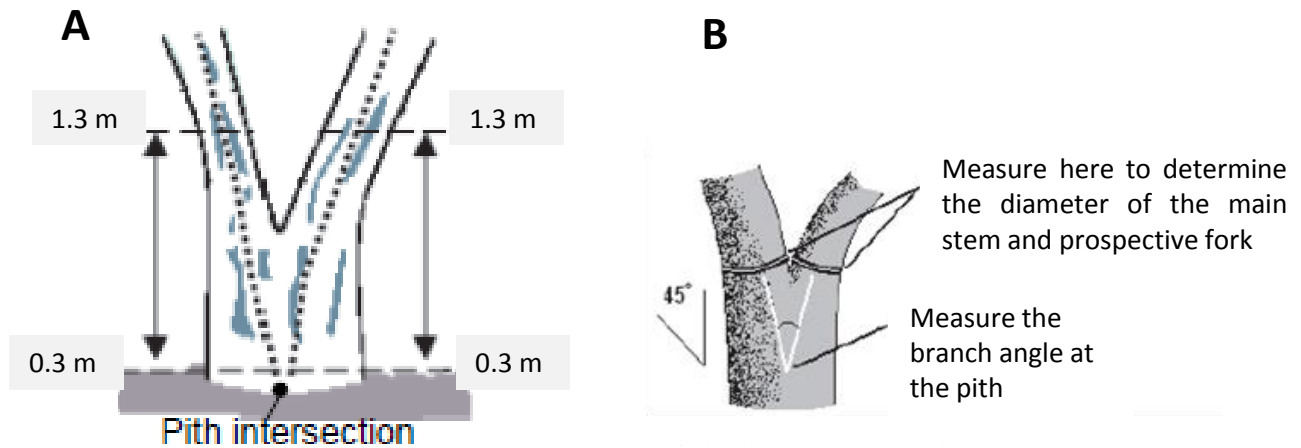 A
1.3 m
1.3 m
0.3 m
0.3 m
Pith intersection
B
Measure here to determine
the diameter of the main
stem and prospective fork
45°
Measure the
branch angle at
the pith